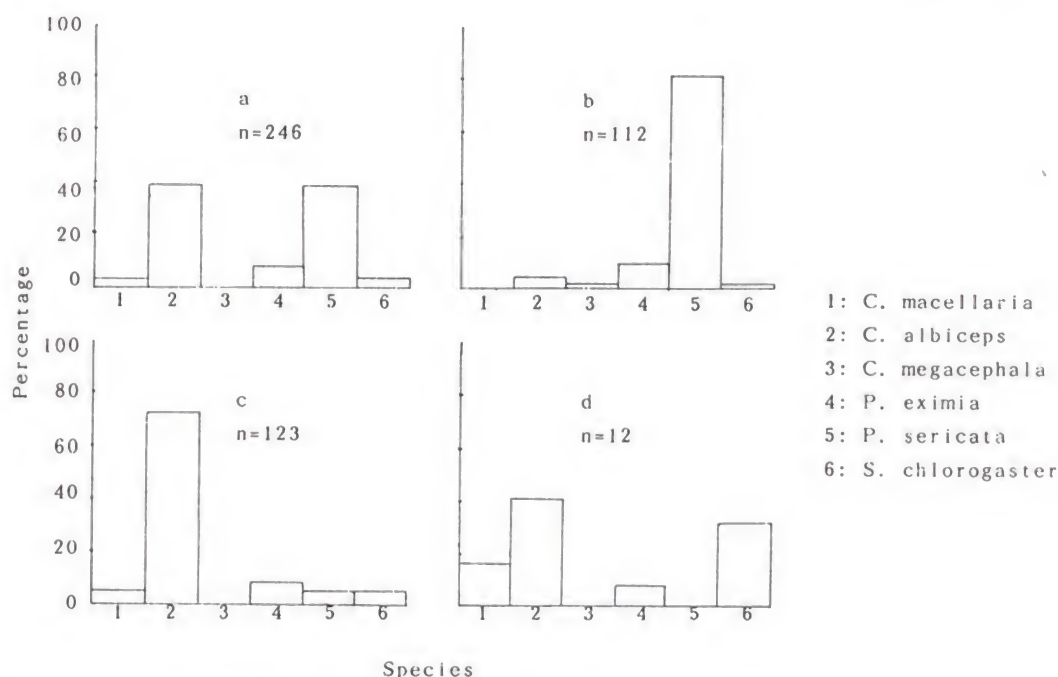 100
80
60
40
20
0
a
n=246
1 2 3 4 5 6
b
n=112
1 2 3 4 5 6
Percentage
100
80
60
40
20
0
c
n=123
1 2 3 4 5 6
d
n=12
1 2 3 4 5 6
Species
1: C. macellaria
2: C. albiceps
3: C. megacephala
4: P. eximia
5: P. sericata
6: S. chlorogaster